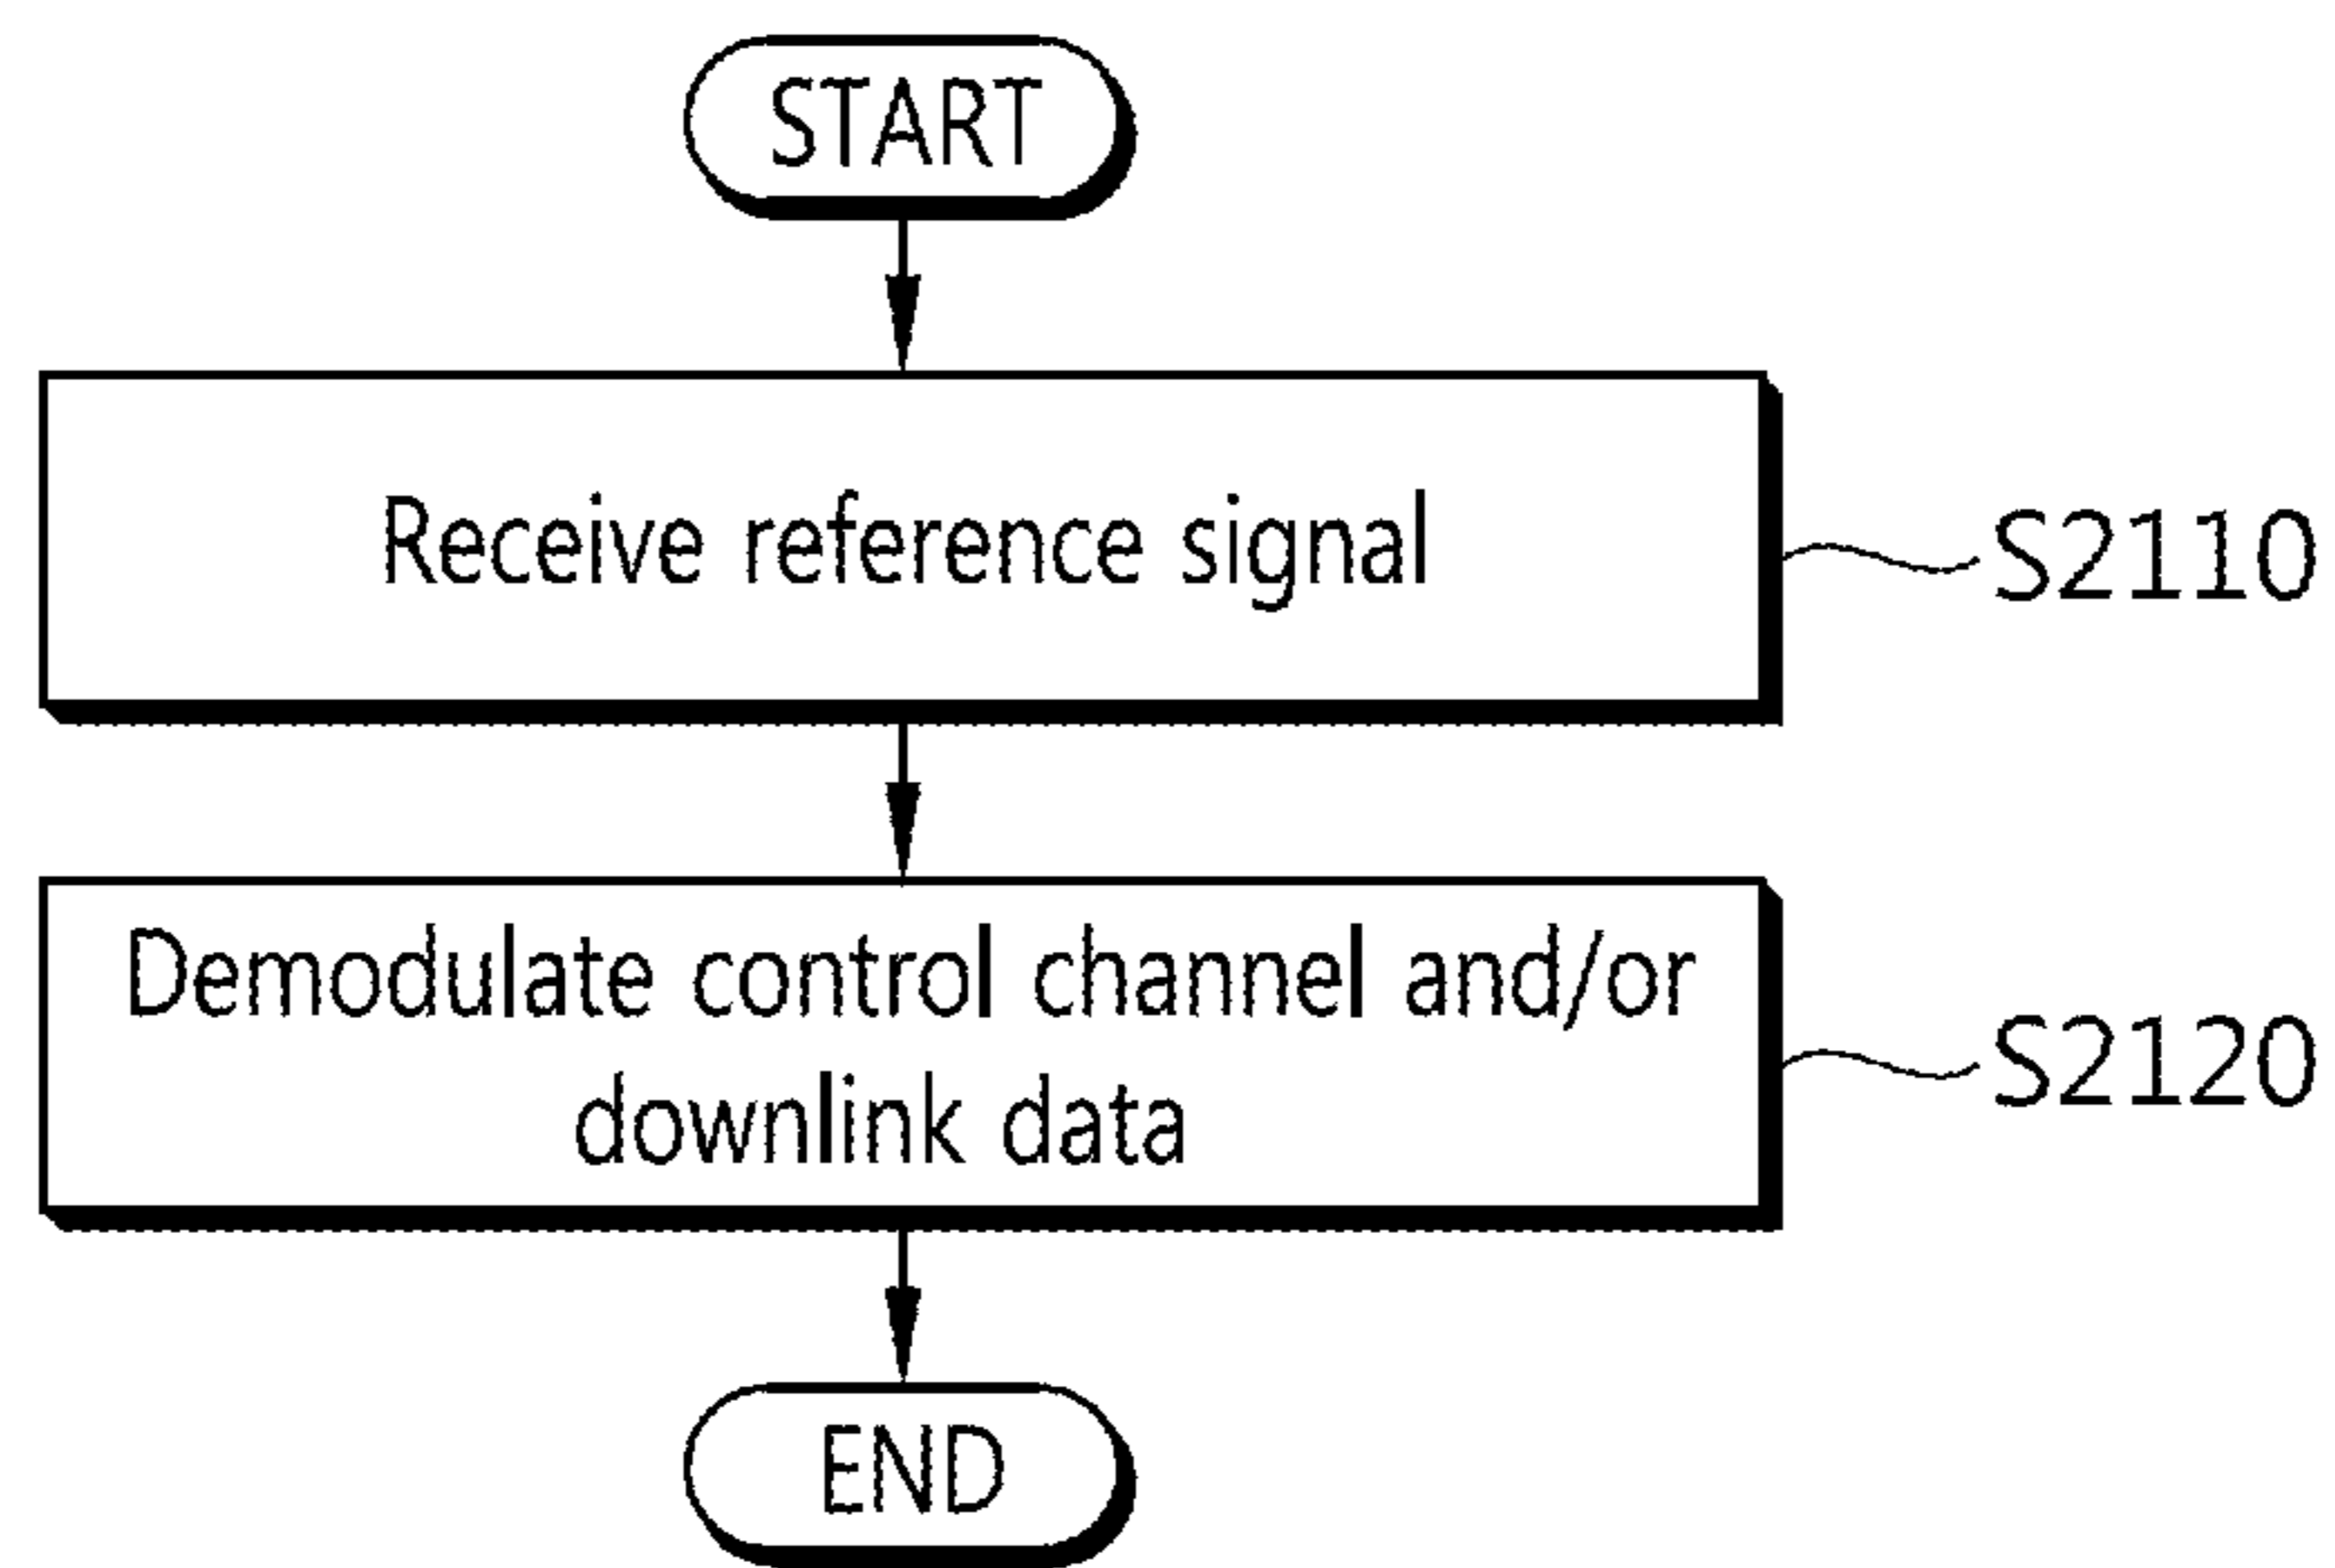 START
Receive reference signal
S2110
Demodulate control channel and/or
downlink data
S2120
END